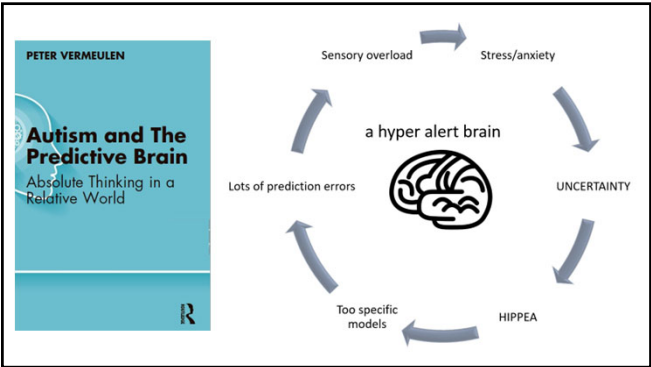 PETER VERMEULEN
Autism and The
Predictive Brain
Absolute Thinking in a
Relative World
Sensory overload
Stress/anxiety
a hyper alert brain
Lots of prediction errors
UNCERTAINTY
Too specific
models
HIPPEA